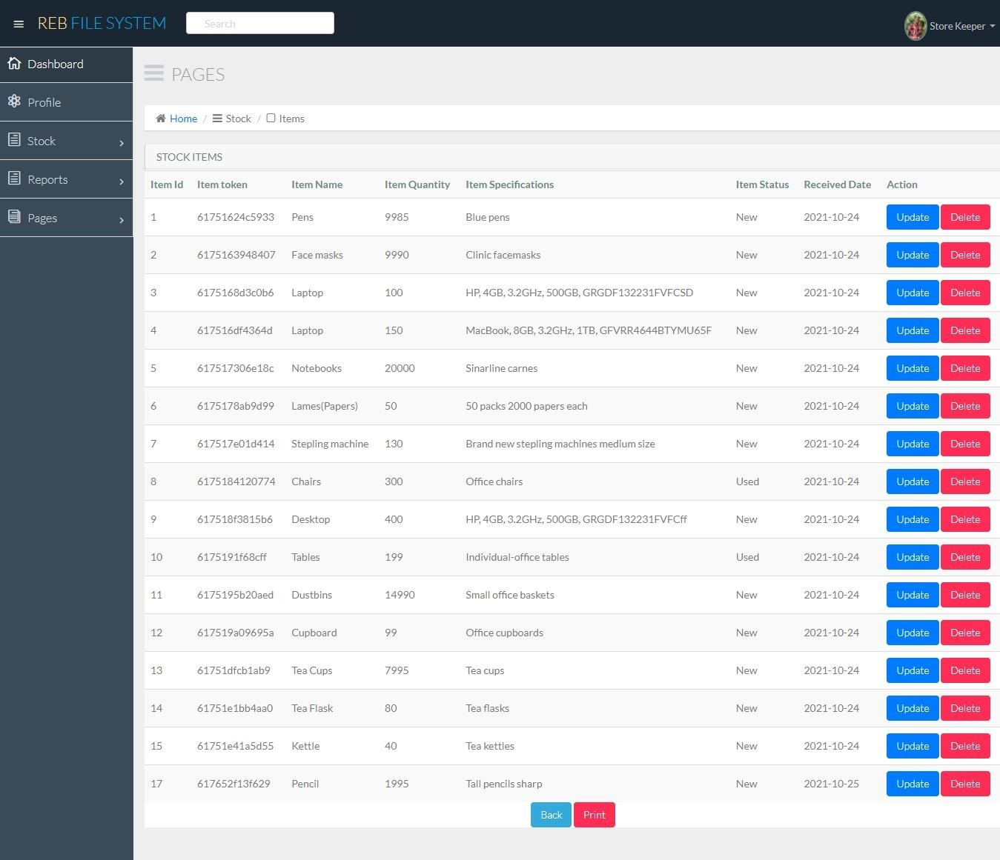 REB FILE SYSTEM
Search
Store Keeper
Dashboard
Profile
Stock
Reports
Pages
PAGES
Home / Stock / Items
STOCK ITEMS
Item Id Item token Item Name Item Quantity Item Specifications Item Status Received Date Action
1 61751624c5933 Pens 9985 Blue pens New 2021-10-24 Update Delete
2 6175163948407 Face masks 9990 Clinic facemasks New 2021-10-24 Update Delete
3 6175168d3c0b6 Laptop 100 HP, 4GB, 3.2GHz, 500GB, GRGDF132231FVFCSD New 2021-10-24 Update Delete
4 617516df4364d Laptop 150 MacBook, 8GB, 3.2GHz, 1TB, GFVRR4644BTYMU65F New 2021-10-24 Update Delete
5 617517306e18c Notebooks 20000 Sinarline carnes New 2021-10-24 Update Delete
6 6175178ab9d99 Lames(Papers) 50 50 packs 2000 papers each New 2021-10-24 Update Delete
7 617517e01d414 Stepling machine 130 Brand new stepling machines medium size New 2021-10-24 Update Delete
8 6175184120774 Chairs 300 Office chairs Used 2021-10-24 Update Delete
9 617518f3815b6 Desktop 400 HP, 4GB, 3.2GHz, 500GB, GRGDF132231FVFCff New 2021-10-24 Update Delete
10 6175191f68cff Tables 199 Individual-office tables Used 2021-10-24 Update Delete
11 6175195b20aed Dustbins 14990 Small office baskets New 2021-10-24 Update Delete
12 617519a09695a Cupboard 99 Office cupboards New 2021-10-24 Update Delete
13 61751dfcb1ab9 Tea Cups 7995 Tea cups New 2021-10-24 Update Delete
14 61751e1bb4aa0 Tea Flask 80 Tea flasks New 2021-10-24 Update Delete
15 61751e41a5d55 Kettle 40 Tea kettles New 2021-10-24 Update Delete
17 617652f13f629 Pencil 1995 Tall pencils sharp New 2021-10-25 Update Delete
Back Print